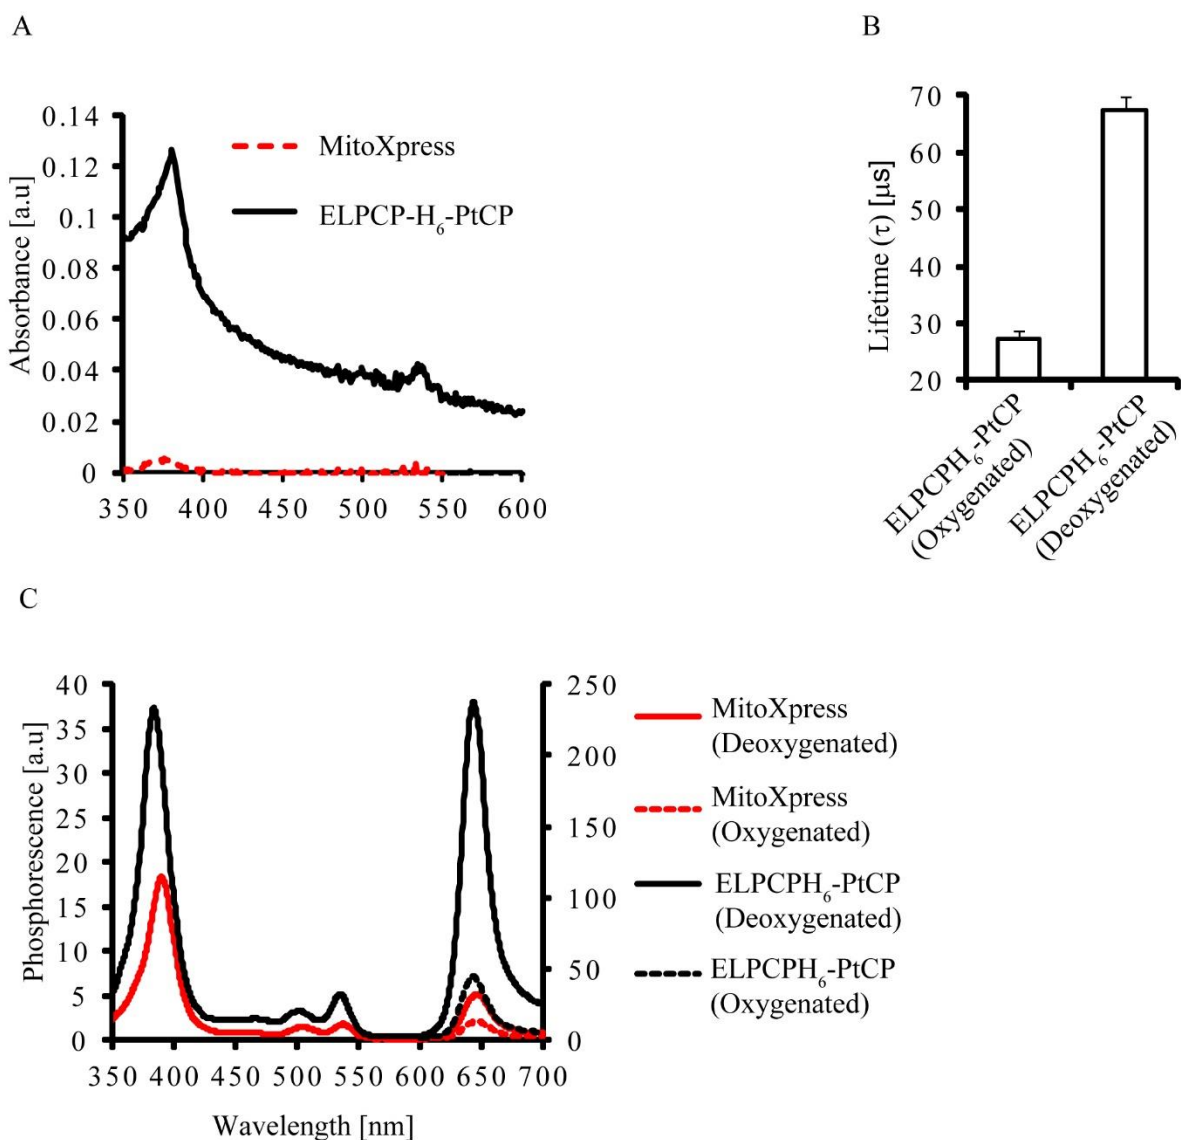 A
Absorbance [a.u]
0.14
0.12
0.1
0.08
0.06
0.04
0.02
0
350 400 450 500 550 600
MitoXpress
ELPCP-H₆-PtCP
B
Lifetime (τ) [µs]
70
60
50
40
30
20
ELPCPH₆-PtCP
(Oxygenated)
ELPCPH₆-PtCP
(Deoxygenated)
C
Phosphorescence [a.u]
40
35
30
25
20
15
10
5
0
250
200
150
100
50
0
350 400 450 500 550 600 650 700
Wavelength [nm]
MitoXpress
(Deoxygenated)
MitoXpress
(Oxygenated)
ELPCPH₆-PtCP
(Deoxygenated)
ELPCPH₆-PtCP
(Oxygenated)